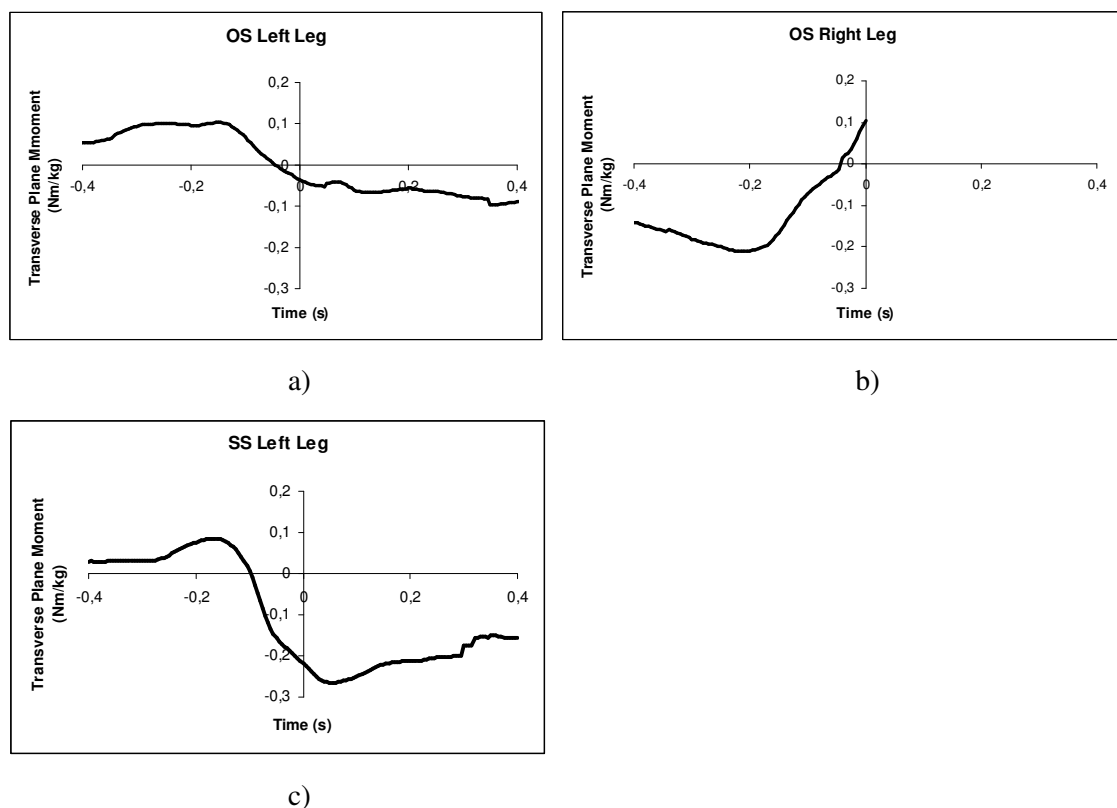 OS Left Leg
Transverse Plane Mmoment
(Nm/kg)
0,2
0,1
0
-0,1
-0,2
-0,3
-0,4
-0,2
0
0,2
0,4
Time (s)
a)
OS Right Leg
Transverse Plane Moment
(Nm/kg)
0,2
0,1
0
-0,1
-0,2
-0,3
-0,4
-0,2
0
0,2
0,4
Time (s)
b)
SS Left Leg
Transverse Plane Moment
(Nm/kg)
0,2
0,1
0
-0,1
-0,2
-0,3
-0,4
-0,2
0
0,2
0,4
Time (s)
c)